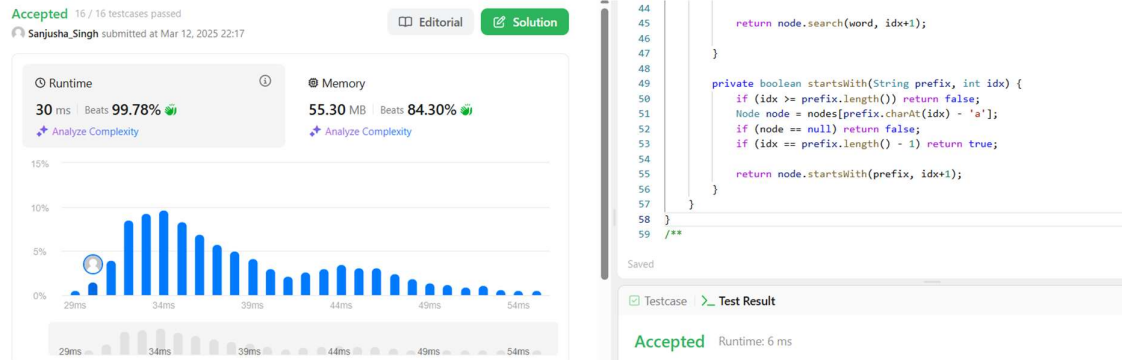 Accepted 16 / 16 testcases passed
Sanjusha_Singh submitted at Mar 12, 2025 22:17
Editorial
Solution
Runtime
30 ms Beats 99.78%
Analyze Complexity
Memory
55.30 MB Beats 84.30%
Analyze Complexity
15%
10%
5%
0%
29ms 34ms 39ms 44ms 49ms 54ms
29ms 34ms 39ms 44ms 49ms 54ms
44
45 return node.search(word, idx+1);
46
47 }
48
49 private boolean startsWith(String prefix, int idx) {
50 if (idx >= prefix.length()) return false;
51 Node node = nodes[prefix.charAt(idx) - 'a'];
52 if (node == null) return false;
53 if (idx == prefix.length() - 1) return true;
54
55 return node.startsWith(prefix, idx+1);
56 }
57 }
58 }
59 /**
Saved
Testcase
Test Result
Accepted Runtime: 6 ms